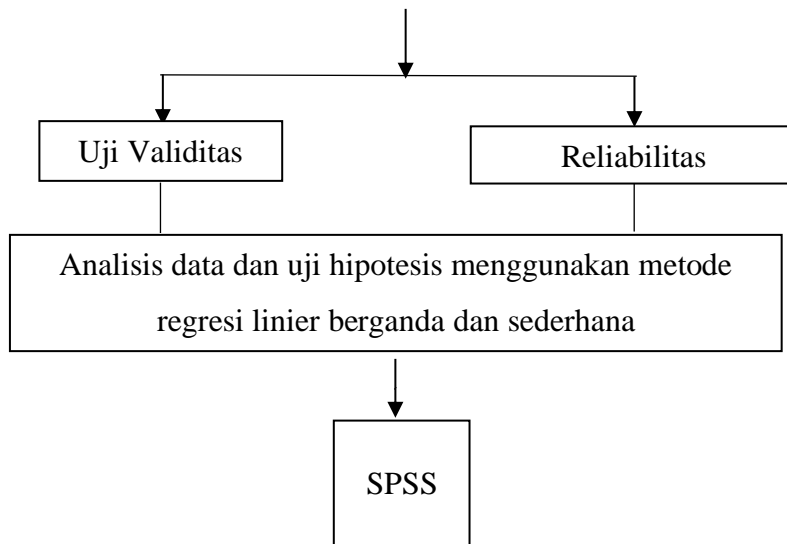 Uji Validitas
Reliabilitas
Analisis data dan uji hipotesis menggunakan metode
regresi linier berganda dan sederhana
SPSS